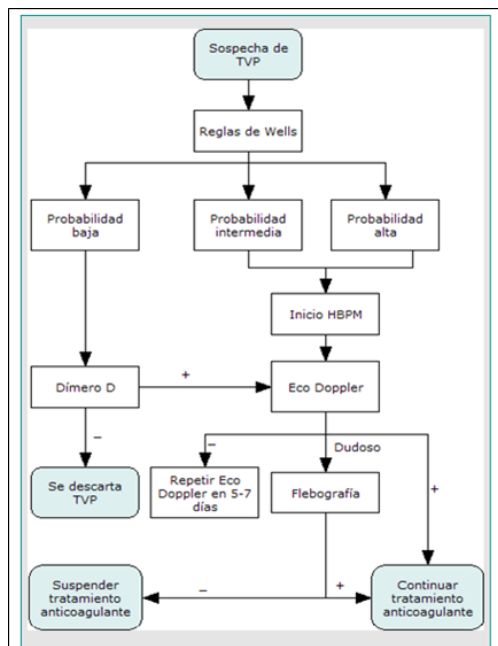 Sospecha de
TVP
Reglas de Wells
Probabilidad
baja
Probabilidad
intermedia
Probabilidad
alta
Inicio HBPM
Dímero D
+
Eco Doppler
−
−
Dudoso
+
Se descarta
TVP
Repetir Eco
Doppler en 5-7
días
Flebografía
−
+
Suspender
tratamiento
anticoagulante
Continuar
tratamiento
anticoagulante